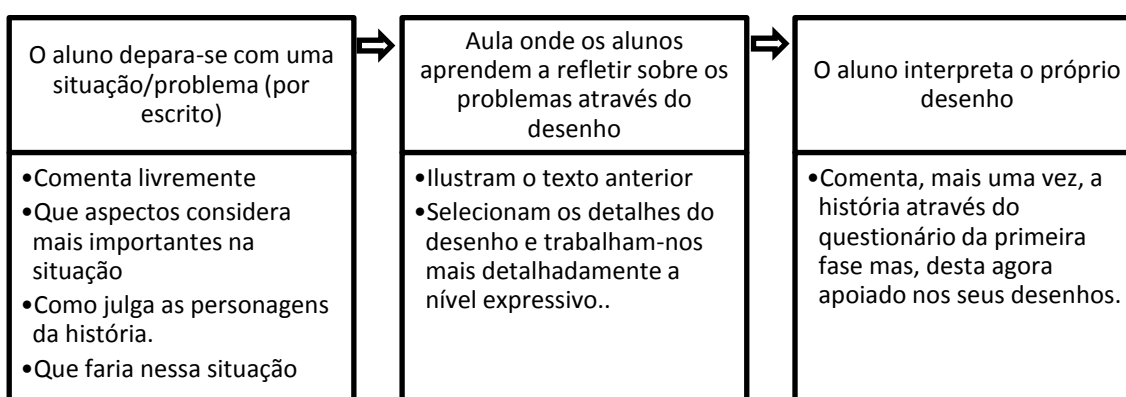 O aluno depara-se com uma
situação/problema (por
escrito)
•Comenta livremente
•Que aspectos considera
mais importantes na
situação
•Como julga as personagens
da história.
•Que faria nessa situação
Aula onde os alunos
aprendem a refletir sobre os
problemas através do
desenho
•Ilustram o texto anterior
•Selecionam os detalhes do
desenho e trabalham-nos
mais detalhadamente a
nível expressivo..
O aluno interpreta o próprio
desenho
•Comenta, mais uma vez, a
história através do
questionário da primeira
fase mas, desta agora
apoiado nos seus desenhos.